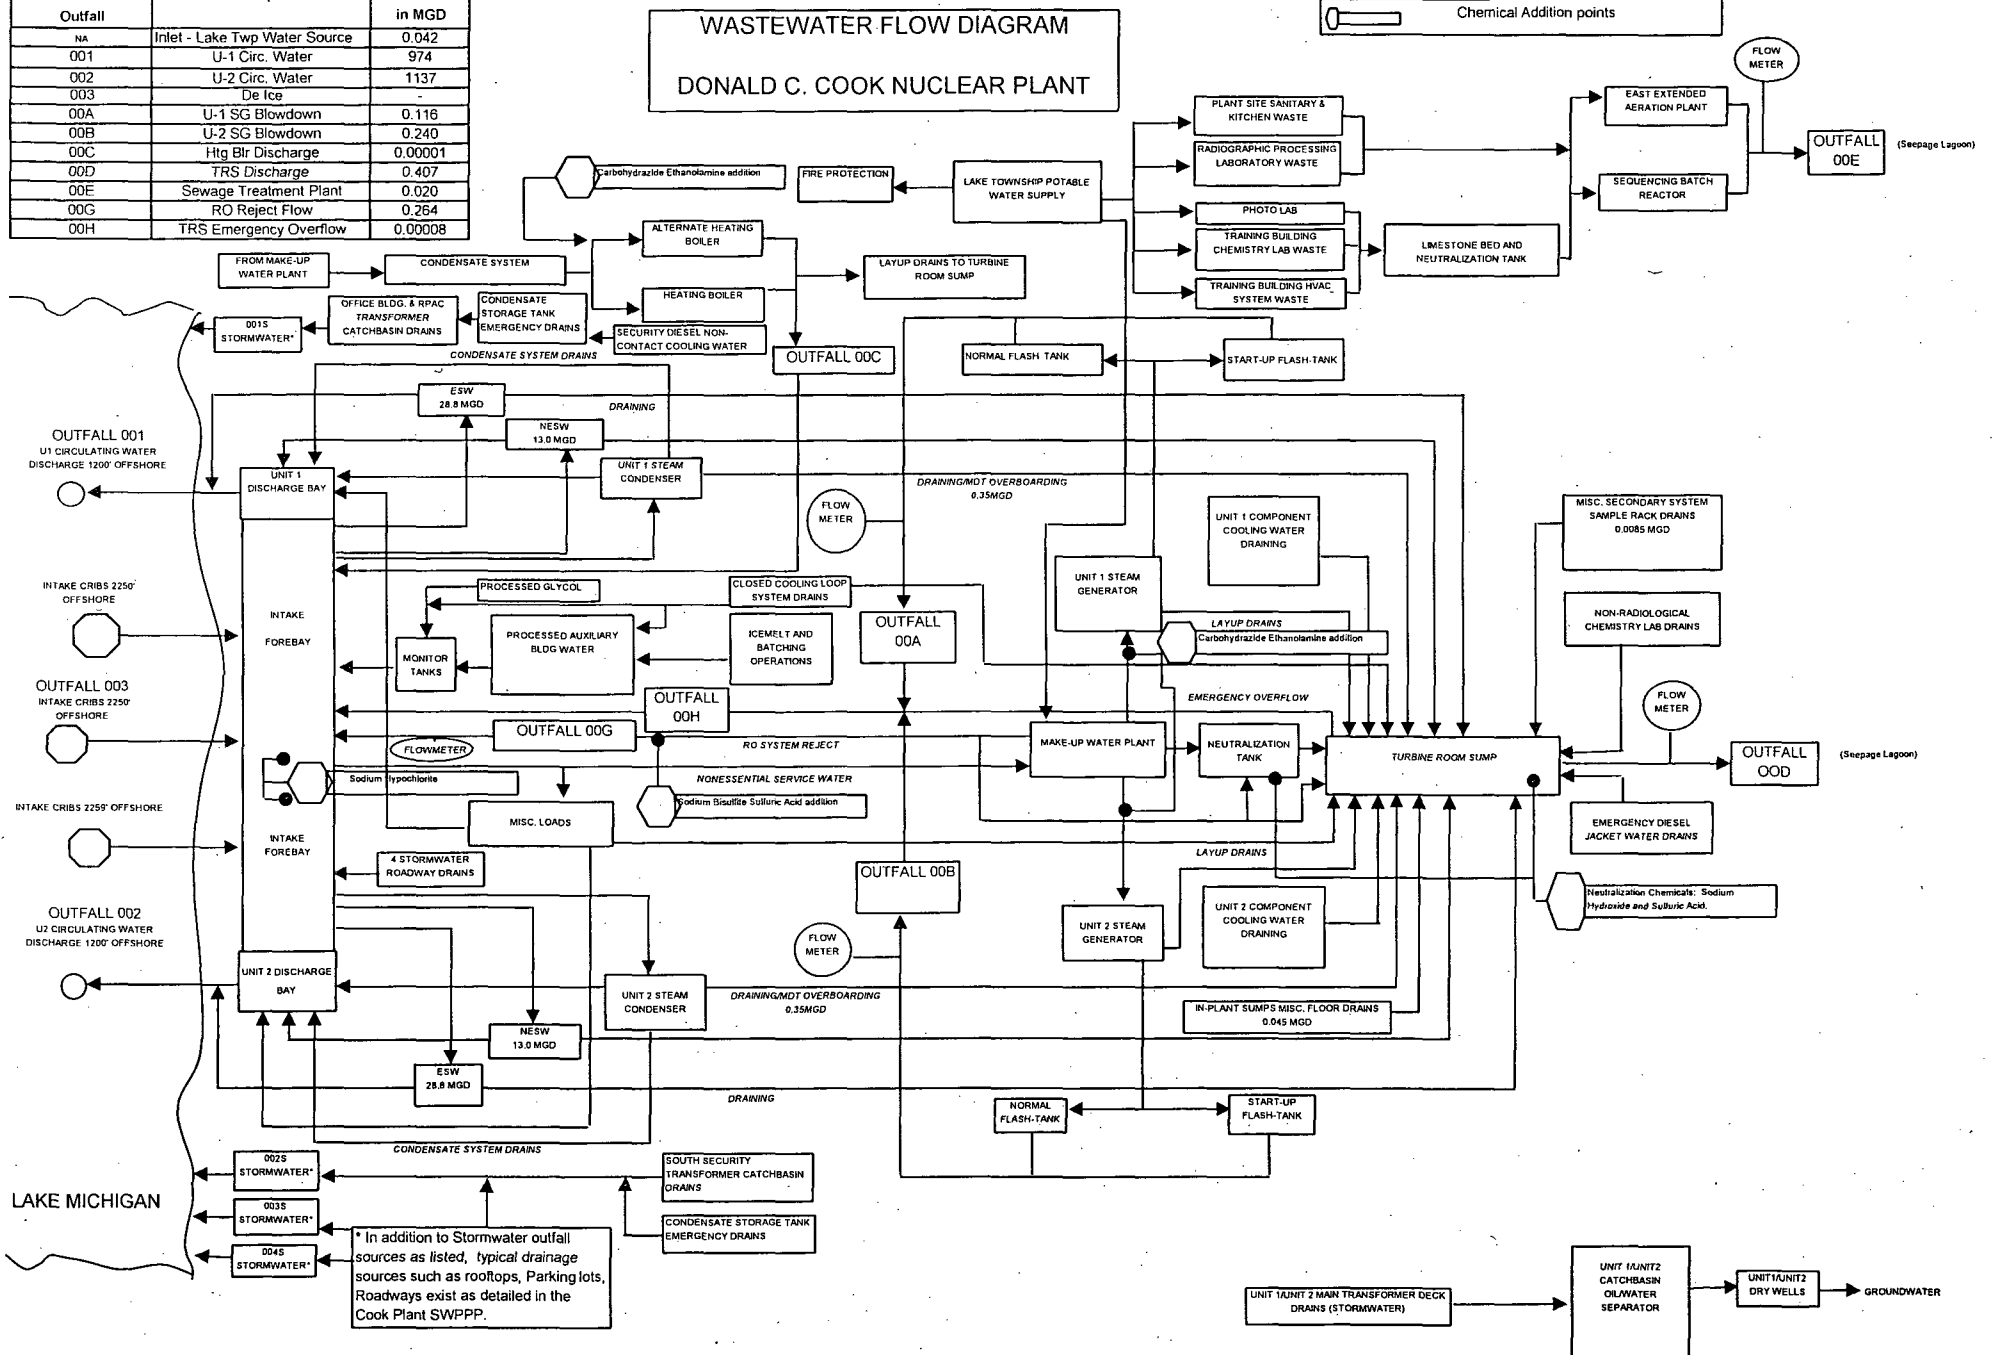 Outfall in MGD
NA Inlet - Lake Twp Water Source 0.042
001 U-1 Circ. Water 974
002 U-2 Circ. Water 1137
003 De Ice -
00A U-1 SG Blowdown 0.116
00B U-2 SG Blowdown 0.240
00C Htg Blr Discharge 0.00001
00D TRS Discharge 0.407
00E Sewage Treatment Plant 0.020
00G RO Reject Flow 0.264
00H TRS Emergency Overflow 0.00008
WASTEWATER FLOW DIAGRAM
DONALD C. COOK NUCLEAR PLANT
Chemical Addition points
FLOW
METER
PLANT SITE SANITARY &
KITCHEN WASTE
RADIOGRAPHIC PROCESSING
LABORATORY WASTE
EAST EXTENDED
AERATION PLANT
OUTFALL
00E
(Seepage Lagoon)
SEQUENCING BATCH
REACTOR
Carbohydrazide Ethanolamine addition
FIRE PROTECTION
LAKE TOWNSHIP POTABLE
WATER SUPPLY
PHOTO LAB
TRAINING BUILDING
CHEMISTRY LAB WASTE
TRAINING BUILDING HVAC
SYSTEM WASTE
LIMESTONE BED AND
NEUTRALIZATION TANK
ALTERNATE HEATING
BOILER
FROM MAKE-UP
WATER PLANT
CONDENSATE SYSTEM
LAYUP DRAINS TO TURBINE
ROOM SUMP
HEATING BOILER
001S
STORMWATER*
OFFICE BLDG. & RPAC
TRANSFORMER
CATCHBASIN DRAINS
CONDENSATE
STORAGE TANK
EMERGENCY DRAINS
SECURITY DIESEL NON-
CONTACT COOLING WATER
CONDENSATE SYSTEM DRAINS
OUTFALL 00C
NORMAL FLASH TANK
START-UP FLASH-TANK
ESW
28.8 MGD
DRAINING
NESW
13.0 MGD
OUTFALL 001
U1 CIRCULATING WATER
DISCHARGE 1200' OFFSHORE
UNIT 1
DISCHARGE BAY
UNIT 1 STEAM
CONDENSER
DRAINING/MDT OVERBOARDING
0.35MGD
FLOW
METER
UNIT 1 COMPONENT
COOLING WATER
DRAINING
MISC. SECONDARY SYSTEM
SAMPLE RACK DRAINS
0.0085 MGD
INTAKE CRIBS 2250'
OFFSHORE
INTAKE
FOREBAY
PROCESSED GLYCOL
CLOSED COOLING LOOP
SYSTEM DRAINS
UNIT 1 STEAM
GENERATOR
OUTFALL
00A
PROCESSED AUXILIARY
BLDG WATER
ICEMELT AND
BATCHING
OPERATIONS
MONITOR
TANKS
LAYUP DRAINS
Carbohydrazide Ethanolamine addition
NON-RADIOLOGICAL
CHEMISTRY LAB DRAINS
OUTFALL 003
INTAKE CRIBS 2250'
OFFSHORE
OUTFALL
00H
EMERGENCY OVERFLOW
FLOW
METER
OUTFALL 00G
FLOWMETER
RO SYSTEM REJECT
MAKE-UP WATER PLANT
NEUTRALIZATION
TANK
TURBINE ROOM SUMP
OUTFALL
OOD
(Seepage Lagoon)
Sodium Hypochlorite
NONESSENTIAL SERVICE WATER
Sodium Bisulfite Sulfuric Acid addition
INTAKE CRIBS 2259' OFFSHORE
MISC. LOADS
INTAKE
FOREBAY
EMERGENCY DIESEL
JACKET WATER DRAINS
LAYUP DRAINS
4 STORMWATER
ROADWAY DRAINS
OUTFALL 00B
Neutralization Chemicals: Sodium
Hydroxide and Sulfuric Acid.
OUTFALL 002
U2 CIRCULATING WATER
DISCHARGE 1200' OFFSHORE
UNIT 2 STEAM
GENERATOR
UNIT 2 COMPONENT
COOLING WATER
DRAINING
FLOW
METER
UNIT 2 DISCHARGE
BAY
UNIT 2 STEAM
CONDENSER
DRAINING/MDT OVERBOARDING
0.35MGD
IN-PLANT SUMPS MISC. FLOOR DRAINS
0.045 MGD
NESW
13.0 MGD
ESW
28.8 MGD
DRAINING
NORMAL
FLASH-TANK
START-UP
FLASH-TANK
CONDENSATE SYSTEM DRAINS
002S
STORMWATER*
SOUTH SECURITY
TRANSFORMER CATCHBASIN
DRAINS
LAKE MICHIGAN
003S
STORMWATER*
CONDENSATE STORAGE TANK
EMERGENCY DRAINS
004S
STORMWATER*
* In addition to Stormwater outfall
sources as listed, typical drainage
sources such as rooftops, Parking lots,
Roadways exist as detailed in the
Cook Plant SWPPP.
UNIT 1/UNIT 2 MAIN TRANSFORMER DECK
DRAINS (STORMWATER)
UNIT 1/UNIT2
CATCHBASIN
OIL/WATER
SEPARATOR
UNIT1/UNIT2
DRY WELLS
GROUNDWATER